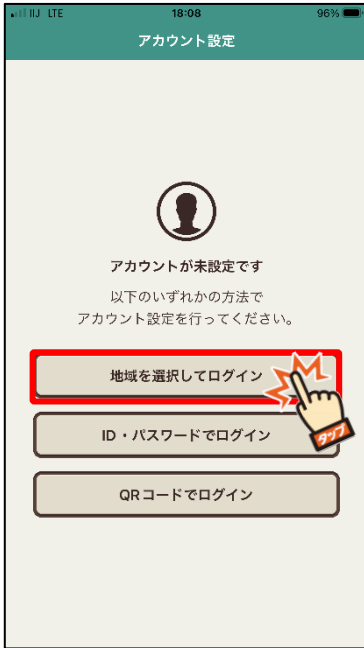 IIJ LTE 18:08 96%
アカウント設定
アカウントが未設定です
以下のいずれかの方法で
アカウント設定を行ってください。
地域を選択してログイン
タップ
ID・パスワードでログイン
QRコードでログイン